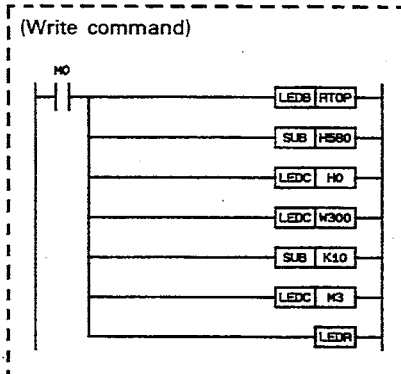 (Write command)
M0
LEDB RTOP
SUB H580
LEDC H0
LEDC W300
SUB K10
LEDC M3
LEDR